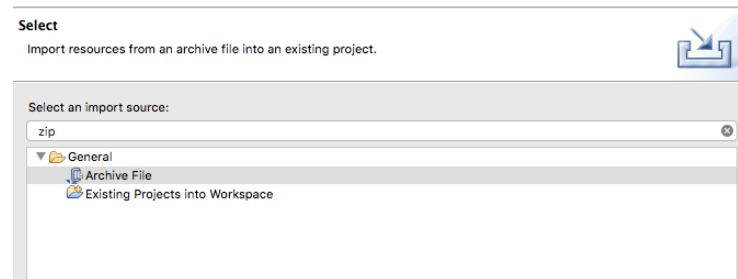 Select
Import resources from an archive file into an existing project.
Select an import source:
zip
General
Archive File
Existing Projects into Workspace